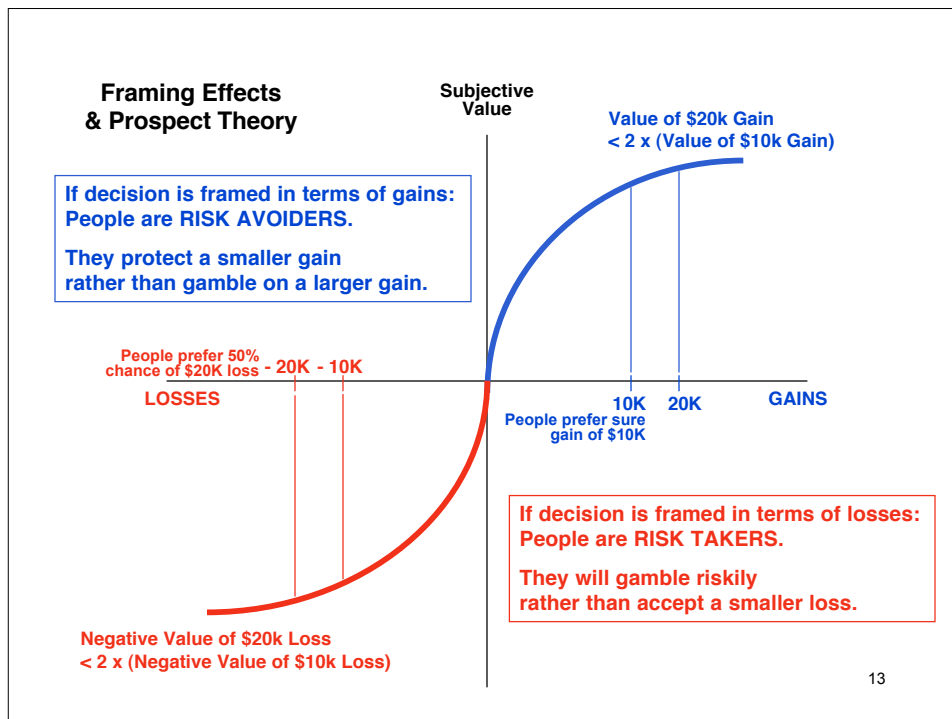 Framing Effects
& Prospect Theory
Subjective
Value
Value of $20k Gain
< 2 x (Value of $10k Gain)
If decision is framed in terms of gains:
People are RISK AVOIDERS.
They protect a smaller gain
rather than gamble on a larger gain.
People prefer 50%
chance of $20K loss
- 20K - 10K
LOSSES
10K 20K
GAINS
People prefer sure
gain of $10K
If decision is framed in terms of losses:
People are RISK TAKERS.
They will gamble riskily
rather than accept a smaller loss.
Negative Value of $20k Loss
< 2 x (Negative Value of $10k Loss)
13